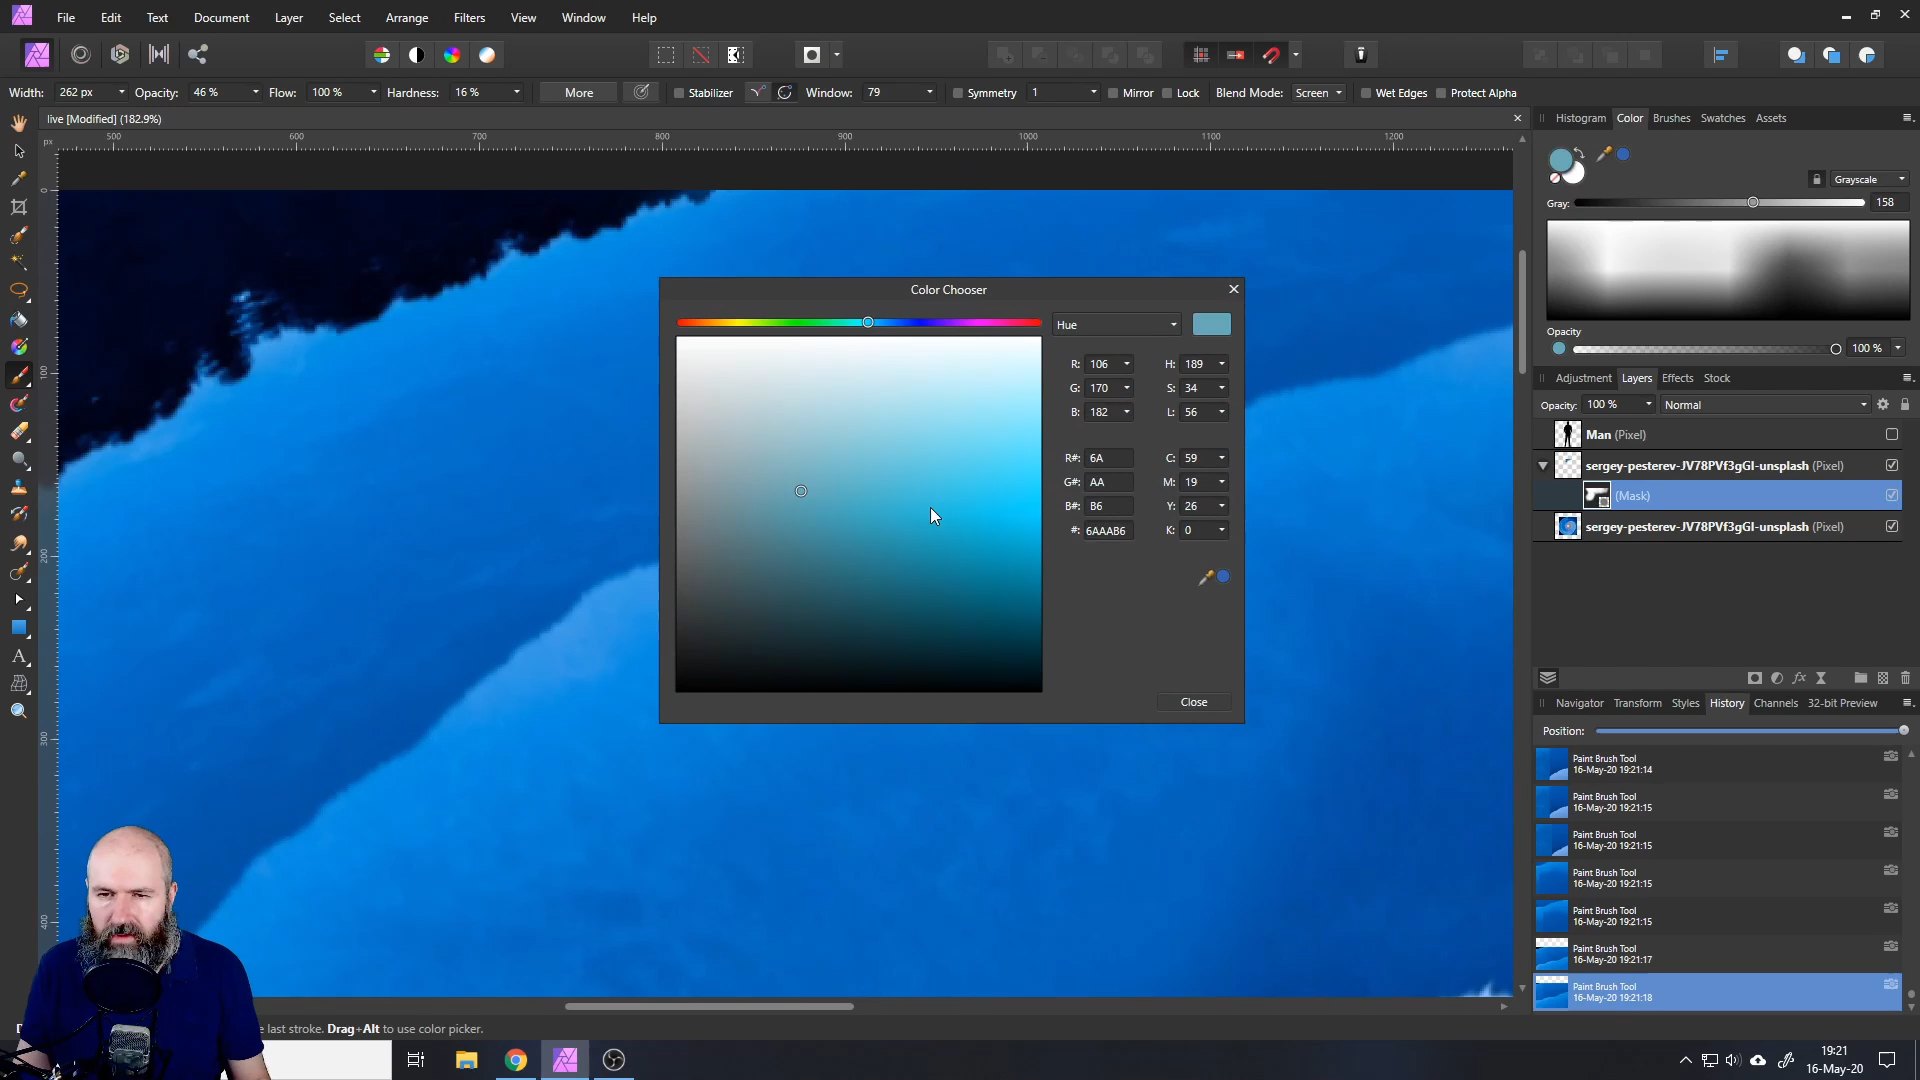 File Edit Text Document Layer Select Arrange Filters View Window Help
Width: 262 px Opacity: 46 % Flow: 100 % Hardness: 16 % More Stabilizer Window: 79 Symmetry 1 Mirror Lock Blend Mode: Screen Wet Edges Protect Alpha
live [Modified] (182.9%)
px 500 600 700 800 900 1000 1100 1200
0
100
200
300
400
Histogram Color Brushes Swatches Assets
Grayscale
Gray: 158
Opacity
100 %
Adjustment Layers Effects Stock
Opacity: 100 % Normal
Man (Pixel)
sergey-pesterev-JV78PVf3gGI-unsplash (Pixel)
(Mask)
sergey-pesterev-JV78PVf3gGI-unsplash (Pixel)
fx
Navigator Transform Styles History Channels 32-bit Preview
Position:
Paint Brush Tool
16-May-20 19:21:14
Paint Brush Tool
16-May-20 19:21:15
Paint Brush Tool
16-May-20 19:21:15
Paint Brush Tool
16-May-20 19:21:15
Paint Brush Tool
16-May-20 19:21:15
Paint Brush Tool
16-May-20 19:21:17
Paint Brush Tool
16-May-20 19:21:18
Color Chooser
Hue
R: 106 H: 189
G: 170 S: 34
B: 182 L: 56
R#: 6A C: 59
G#: AA M: 19
B#: B6 Y: 26
#: 6AAAB6 K: 0
Close
last stroke. Drag+Alt to use color picker.
19:21
16-May-20